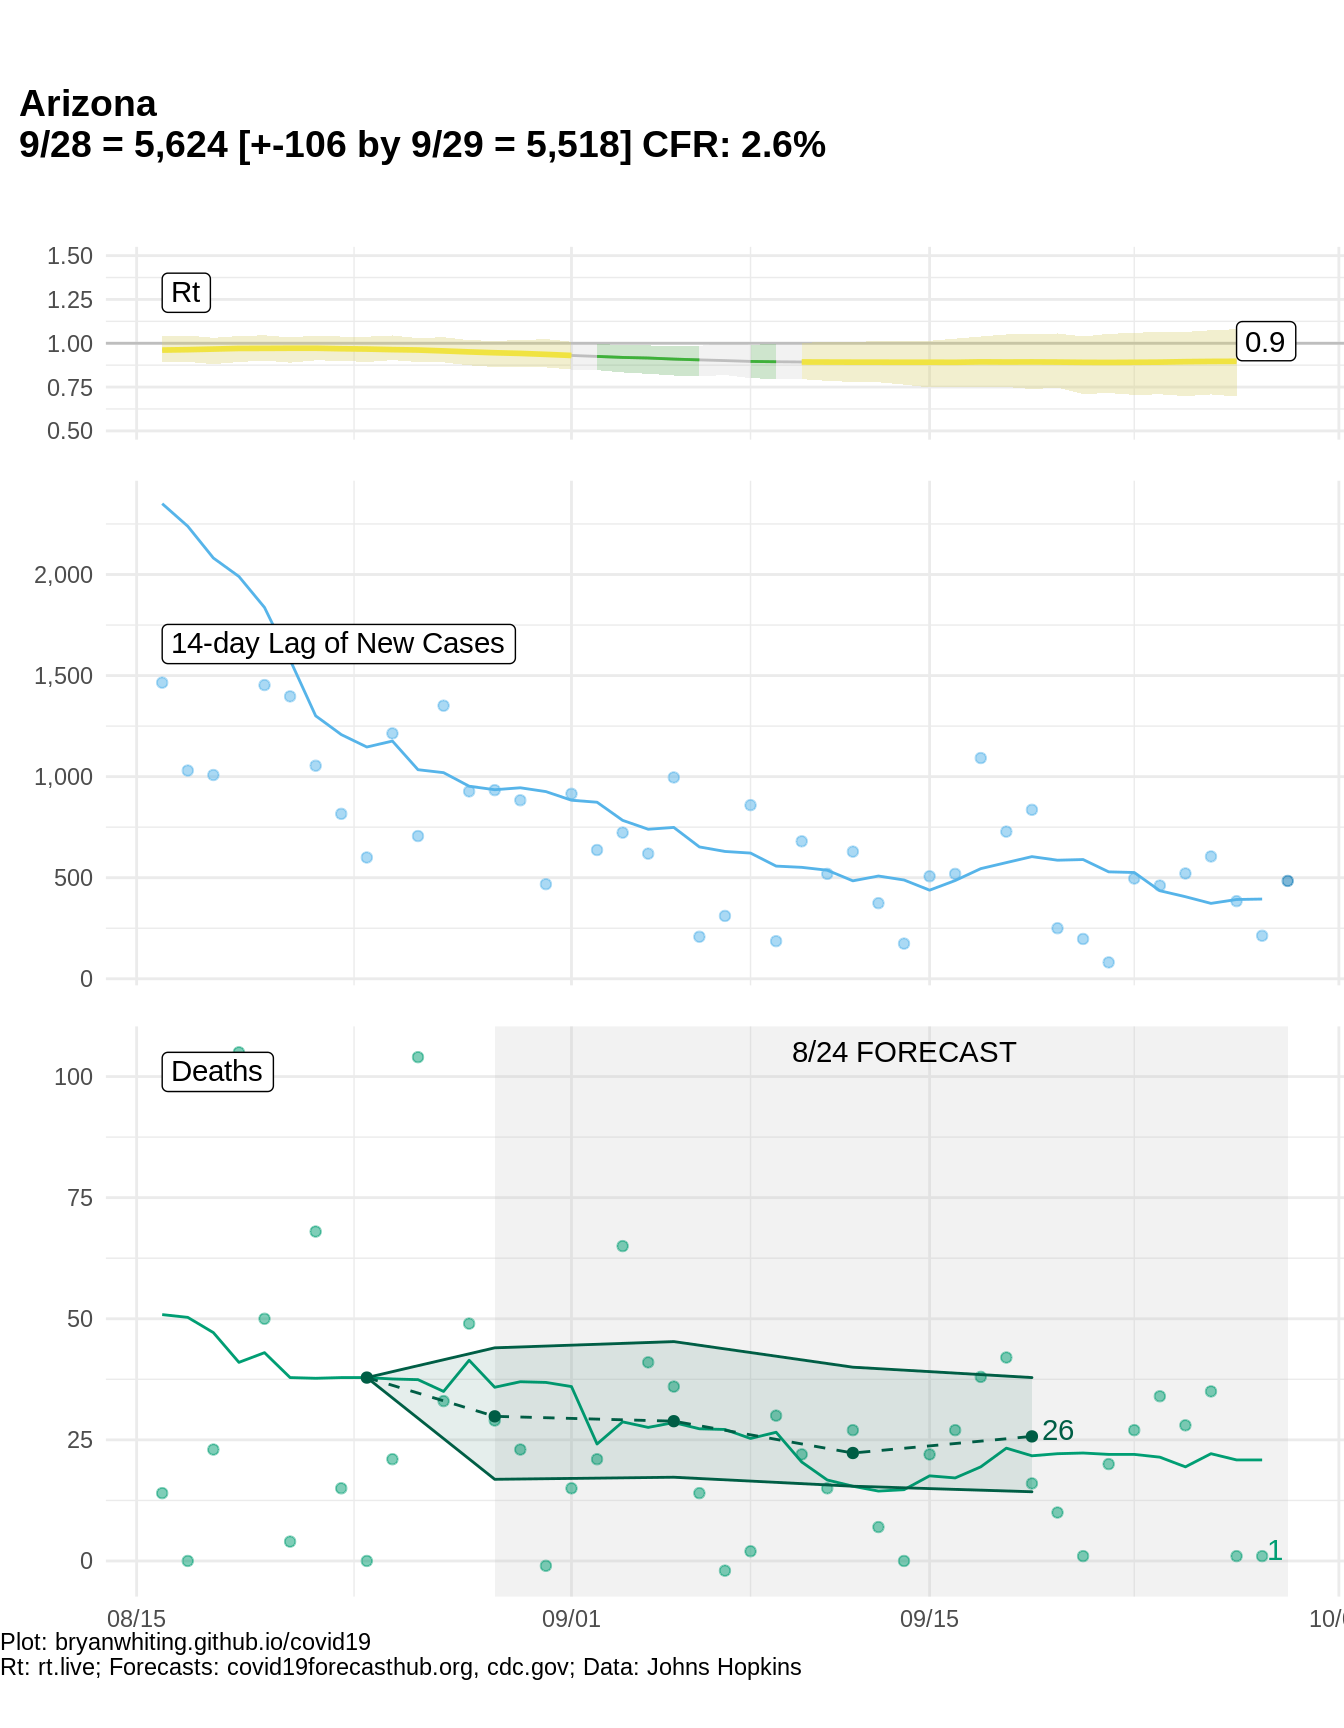 Arizona
9/28 = 5,624 [+-106 by 9/29 = 5,518] CFR: 2.6%
1.50
Rt
1.25
1.00
0.9
0.75
0.50
2,000
14-day Lag of New Cases
1,500
1,000
500
0
8/24 FORECAST
Deaths
100
75
50
26
25
1
0
08/15
09/01
09/15
10/
Plot: bryanwhiting.github.io/covid19
Rt: rt.live; Forecasts: covid19forecasthub.org, cdc.gov; Data: Johns Hopkins